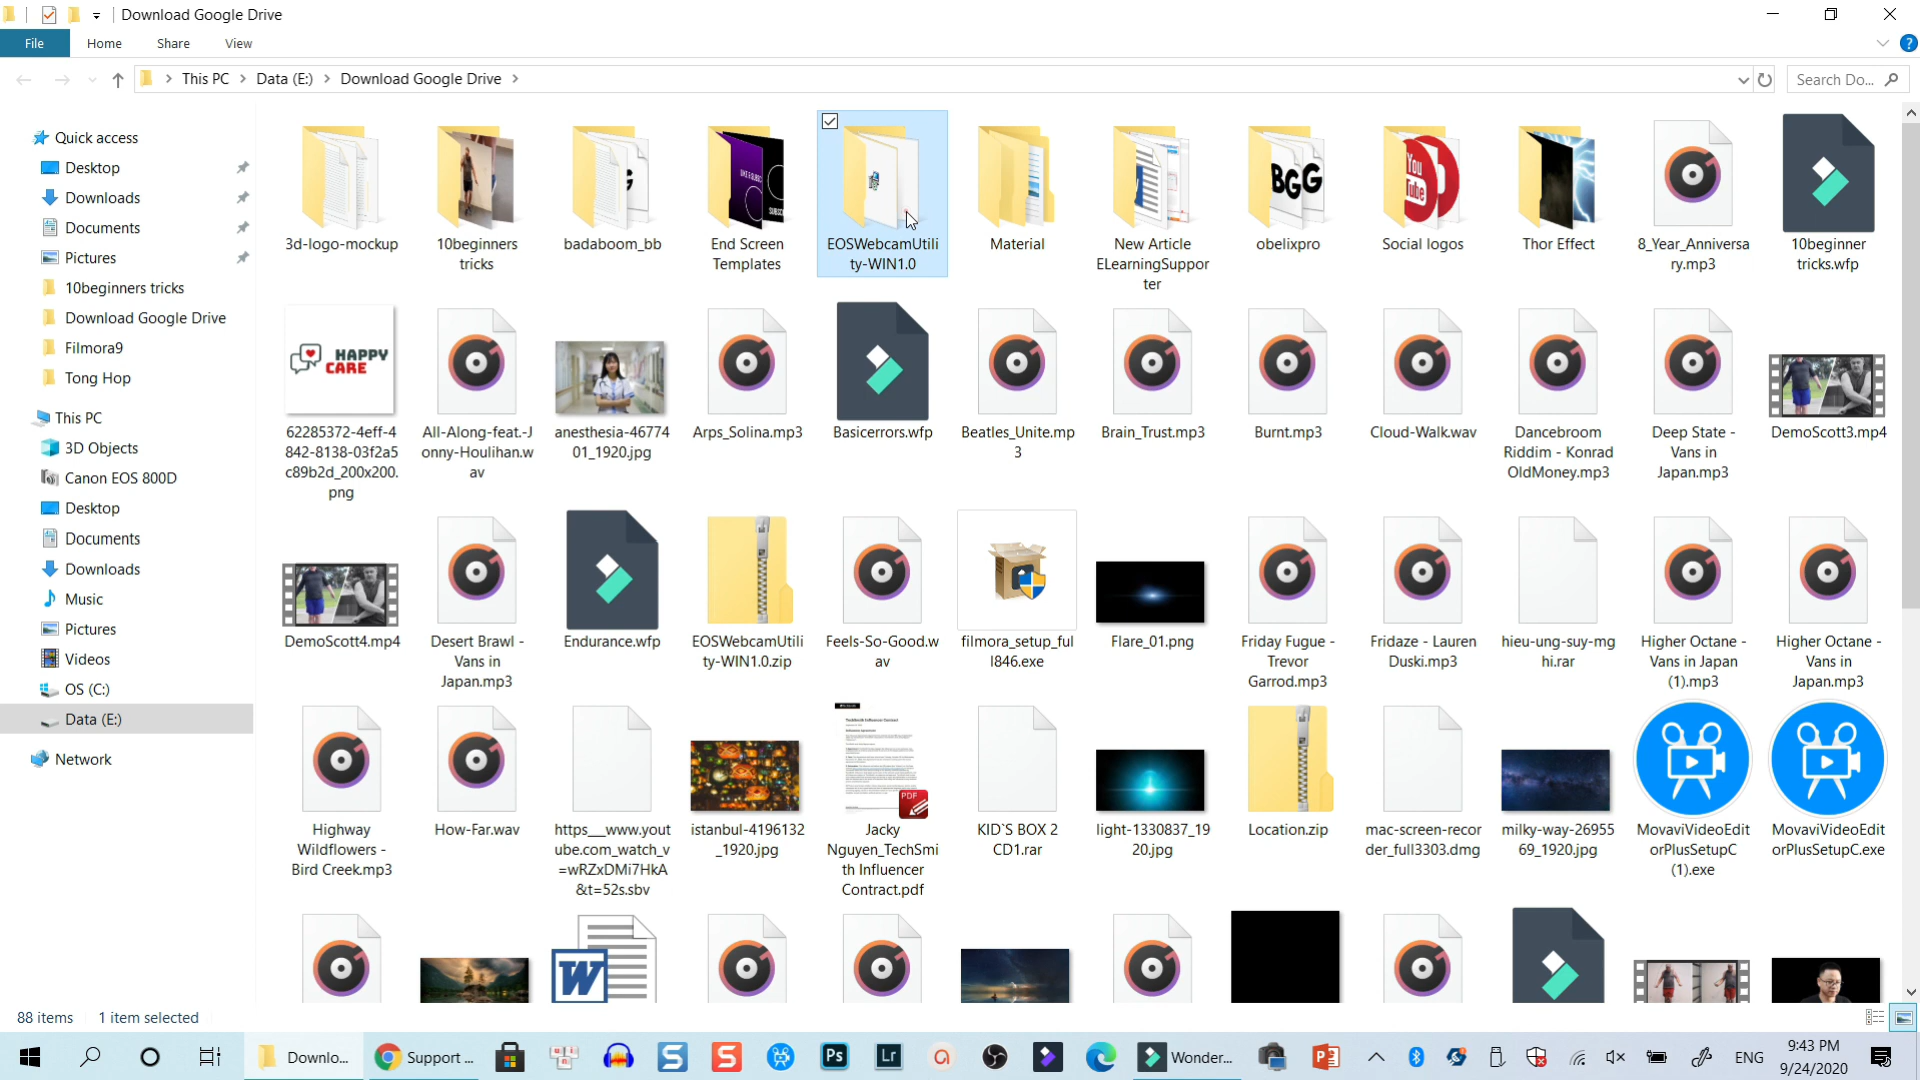 Download Google Drive
File Home Share View
This PC Data (E:) Download Google Drive
Search Do...
Quick access
Desktop
Downloads
Documents
Pictures
10beginners tricks
Download Google Drive
Filmora9
Tong Hop
This PC
3D Objects
Canon EOS 800D
Desktop
Documents
Downloads
Music
Pictures
Videos
OS (C:)
Data (E:)
Network
3d-logo-mockup
10beginners
tricks
badaboom_bb
End Screen
Templates
EOSWebcamUtili
ty-WIN1.0
Material
New Article
ELearningSuppor
ter
BGG
obelixpro
You
Tube
Social logos
Thor Effect
8_Year_Anniversa
ry.mp3
10beginner
tricks.wfp
HAPPY
CARE
62285372-4eff-4
842-8138-03f2a5
c89b2d_200x200.
png
All-Along-feat.-J
onny-Houlihan.w
av
anesthesia-46774
01_1920.jpg
Arps_Solina.mp3
Basicerrors.wfp
Beatles_Unite.mp
3
Brain_Trust.mp3
Burnt.mp3
Cloud-Walk.wav
Dancebroom
Riddim - Konrad
OldMoney.mp3
Deep State -
Vans in
Japan.mp3
DemoScott3.mp4
DemoScott4.mp4
Desert Brawl -
Vans in
Japan.mp3
Endurance.wfp
EOSWebcamUtili
ty-WIN1.0.zip
Feels-So-Good.w
av
filmora_setup_ful
l846.exe
Flare_01.png
Friday Fugue -
Trevor
Garrod.mp3
Fridaze - Lauren
Duski.mp3
hieu-ung-suy-mg
hi.rar
Higher Octane -
Vans in Japan
(1).mp3
Higher Octane -
Vans in
Japan.mp3
Highway
Wildflowers -
Bird Creek.mp3
How-Far.wav
https__www.yout
ube.com_watch_v
=wRZxDMi7HkA
&t=52s.sbv
istanbul-4196132
_1920.jpg
PDF
Jacky
Nguyen_TechSmi
th Influencer
Contract.pdf
KID`S BOX 2
CD1.rar
light-1330837_19
20.jpg
Location.zip
mac-screen-recor
der_full3303.dmg
milky-way-26955
69_1920.jpg
MovaviVideoEdit
orPlusSetupC
(1).exe
MovaviVideoEdit
orPlusSetupC.exe
W
88 items 1 item selected
Downlo...
Support ...
S
S
Ps
Lr
Wonder...
ENG
9:43 PM
9/24/2020